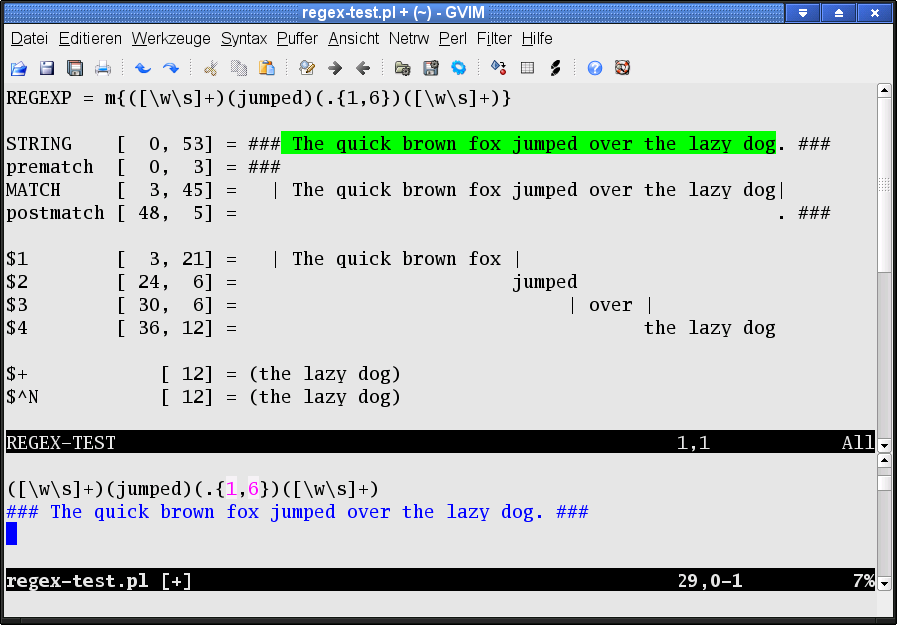 regex-test.pl + (~) - GVIM
Datei Editieren Werkzeuge Syntax Puffer Ansicht Netrw Perl Filter Hilfe
REGEXP = m{([\w\s]+)(jumped)(.{1,6})([\w\s]+)}
STRING    [  0, 53] = ### The quick brown fox jumped over the lazy dog. ###
prematch  [  0,  3] = ###
MATCH     [  3, 45] =   | The quick brown fox jumped over the lazy dog|
postmatch [ 48,  5] =                                                 . ###
$1        [  3, 21] =   | The quick brown fox |
$2        [ 24,  6] =                         jumped
$3        [ 30,  6] =                              | over |
$4        [ 36, 12] =                                     the lazy dog
$+            [ 12] = (the lazy dog)
$^N           [ 12] = (the lazy dog)
REGEX-TEST 1,1 All
([\w\s]+)(jumped)(.{1,6})([\w\s]+)
### The quick brown fox jumped over the lazy dog. ###
regex-test.pl [+] 29,0-1 7%